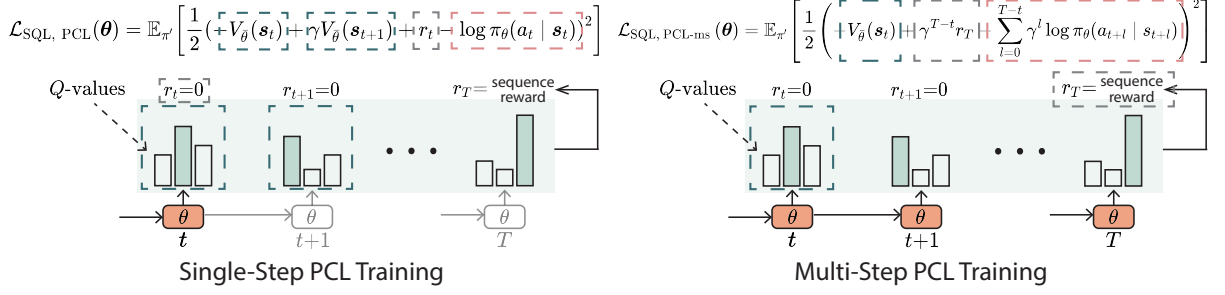 $\mathcal{L}_{\text{SQL, PCL}}(\boldsymbol{\theta}) = \mathbb{E}_{\pi'}\left[\frac{1}{2}\left(-V_{\bar{\theta}}(\boldsymbol{s}_t) + \gamma V_{\bar{\theta}}(\boldsymbol{s}_{t+1}) + r_t - \log \pi_\theta(a_t \mid \boldsymbol{s}_t)\right)^2\right]$
Q-values
$r_t$=0
$r_{t+1}$=0
$r_T$= sequence
reward
θ
θ
θ
t
t+1
T
Single-Step PCL Training
$\mathcal{L}_{\text{SQL, PCL-ms}}(\boldsymbol{\theta}) = \mathbb{E}_{\pi'}\left[\frac{1}{2}\left(-V_{\bar{\theta}}(\boldsymbol{s}_t) + \gamma^{T-t} r_T - \sum_{l=0}^{T-t} \gamma^l \log \pi_\theta(a_{t+l} \mid s_{t+l})\right)^2\right]$
Q-values
$r_t$=0
$r_{t+1}$=0
$r_T$= sequence
reward
θ
θ
θ
t
t+1
T
Multi-Step PCL Training